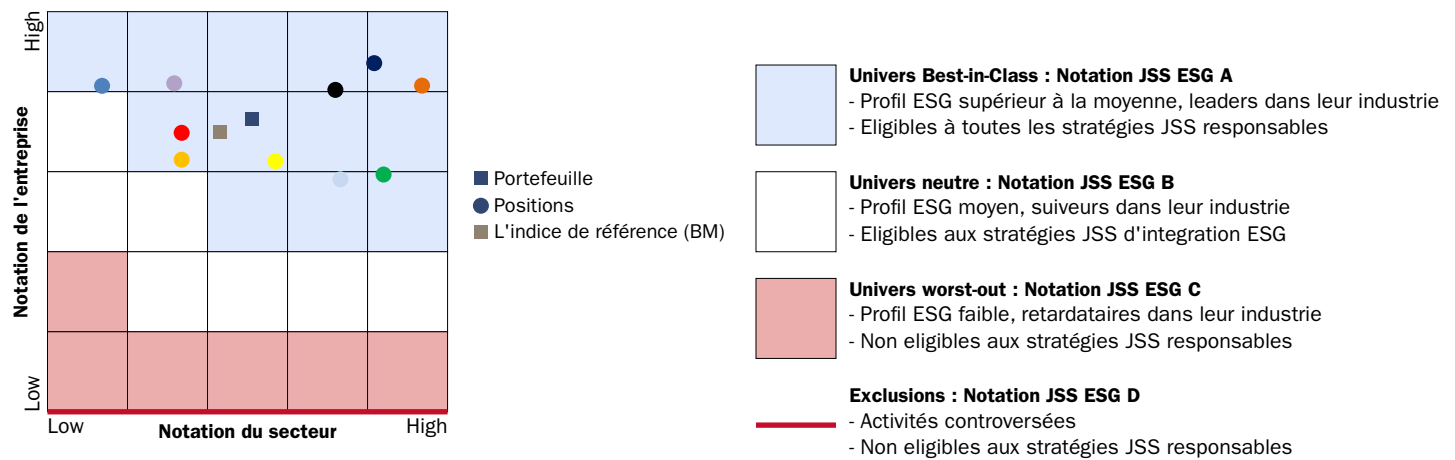 High
Notation de l'entreprise
Low
Low
Notation du secteur
High
Portefeuille
Positions
L'indice de référence (BM)
Univers Best-in-Class : Notation JSS ESG A
- Profil ESG supérieur à la moyenne, leaders dans leur industrie
- Eligibles à toutes les stratégies JSS responsables
Univers neutre : Notation JSS ESG B
- Profil ESG moyen, suiveurs dans leur industrie
- Eligibles aux stratégies JSS d'integration ESG
Univers worst-out : Notation JSS ESG C
- Profil ESG faible, retardataires dans leur industrie
- Non eligibles aux stratégies JSS responsables
Exclusions : Notation JSS ESG D
- Activités controversées
- Non eligibles aux stratégies JSS responsables